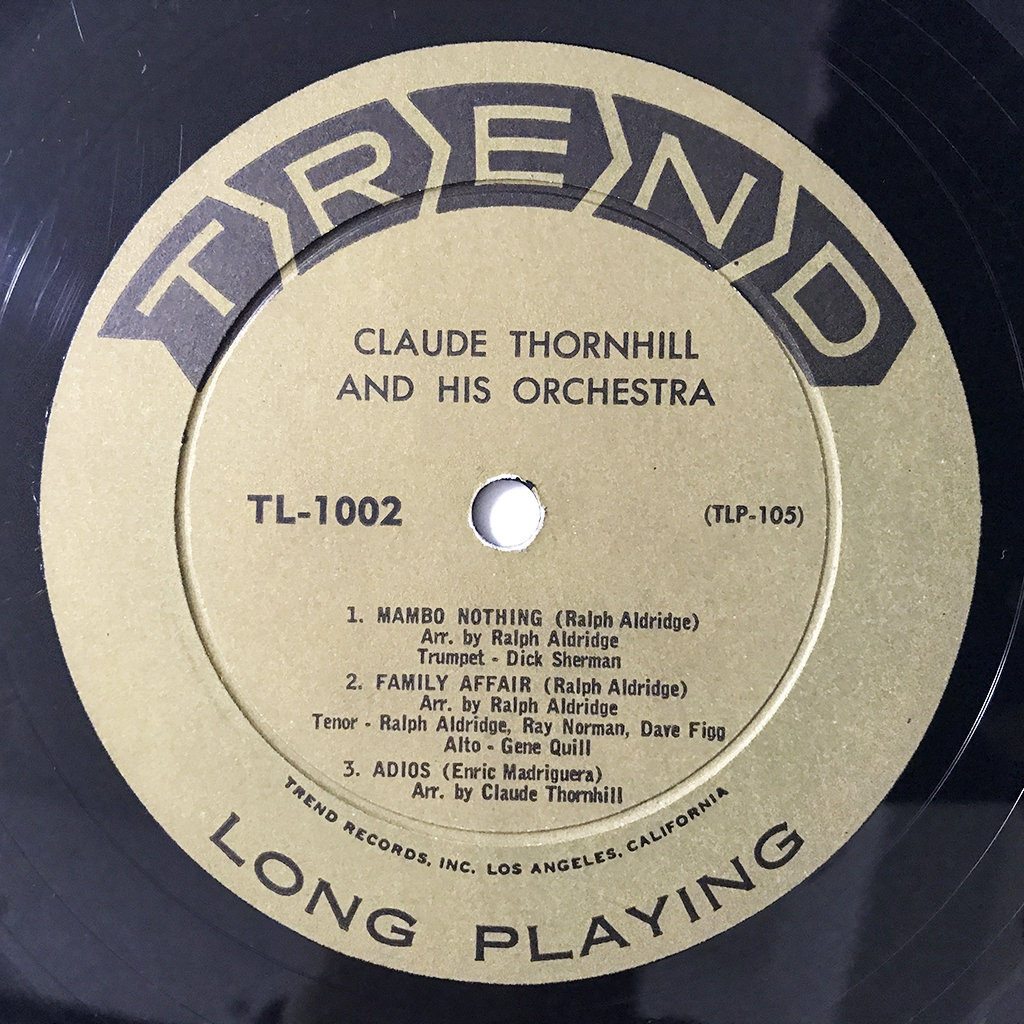 TREND
CLAUDE THORNHILL
AND HIS ORCHESTRA
TL-1002
(TLP-105)
1. MAMBO NOTHING (Ralph Aldridge)
Arr. by Ralph Aldridge
Trumpet - Dick Sherman
2. FAMILY AFFAIR (Ralph Aldridge)
Arr. by Ralph Aldridge
Tenor - Ralph Aldridge, Ray Norman, Dave Figg
Alto - Gene Quill
3. ADIOS (Enric Madriguera)
Arr. by Claude Thornhill
TREND RECORDS, INC. LOS ANGELES, CALIFORNIA
LONG PLAYING